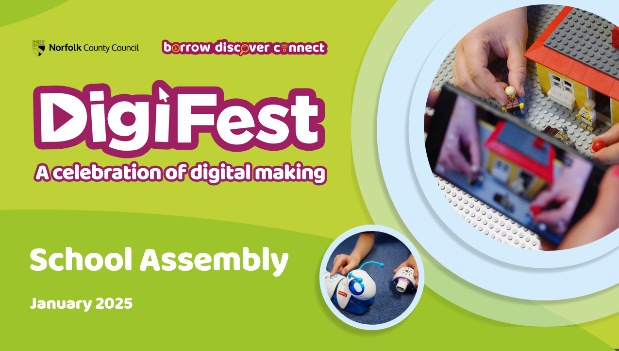 Norfolk County Council
borrow discover connect
DigiFest
A celebration of digital making
School Assembly
January 2025